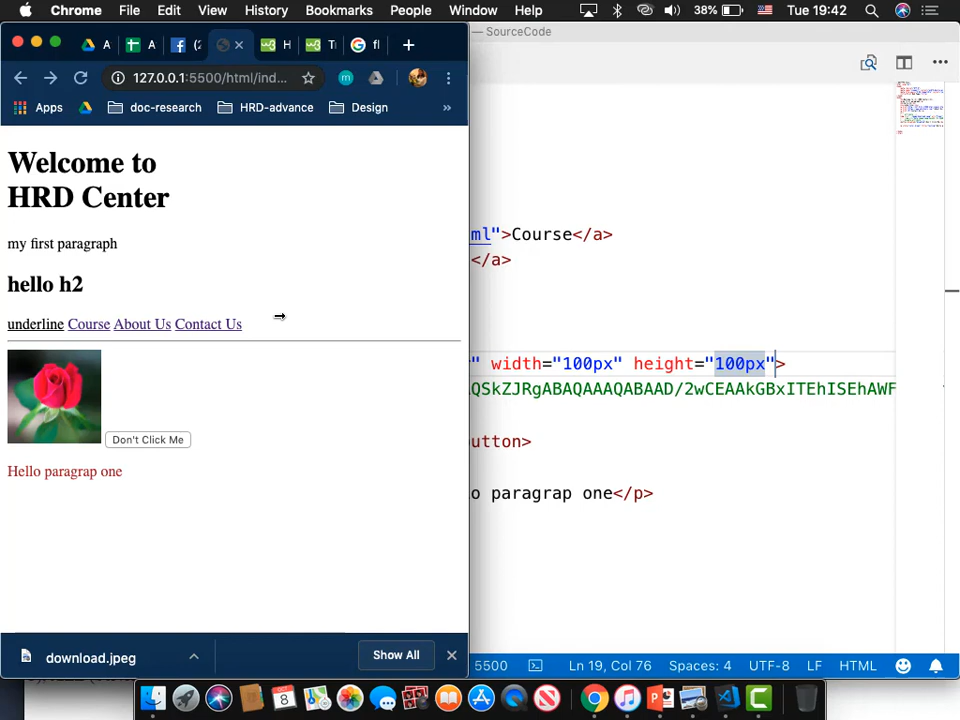 Chrome File Edit View History Bookmarks People Window Help 38% Tue 19:42
— SourceCode
A A (2 H T fl
127.0.0.1:5500/html/ind... m
Apps doc-research HRD-advance Design »
Welcome to
HRD Center
my first paragraph
hello h2
underline Course About Us Contact Us
Don't Click Me
Hello paragrap one
ml">Course</a>
</a>
" width="100px" height="100px">
QSkZJRgABAQAAAQABAAD/2wCEAAkGBxITEhISEhAWF
utton>
o paragrap one</p>
download.jpeg Show All
5500 Ln 19, Col 76 Spaces: 4 UTF-8 LF HTML
8